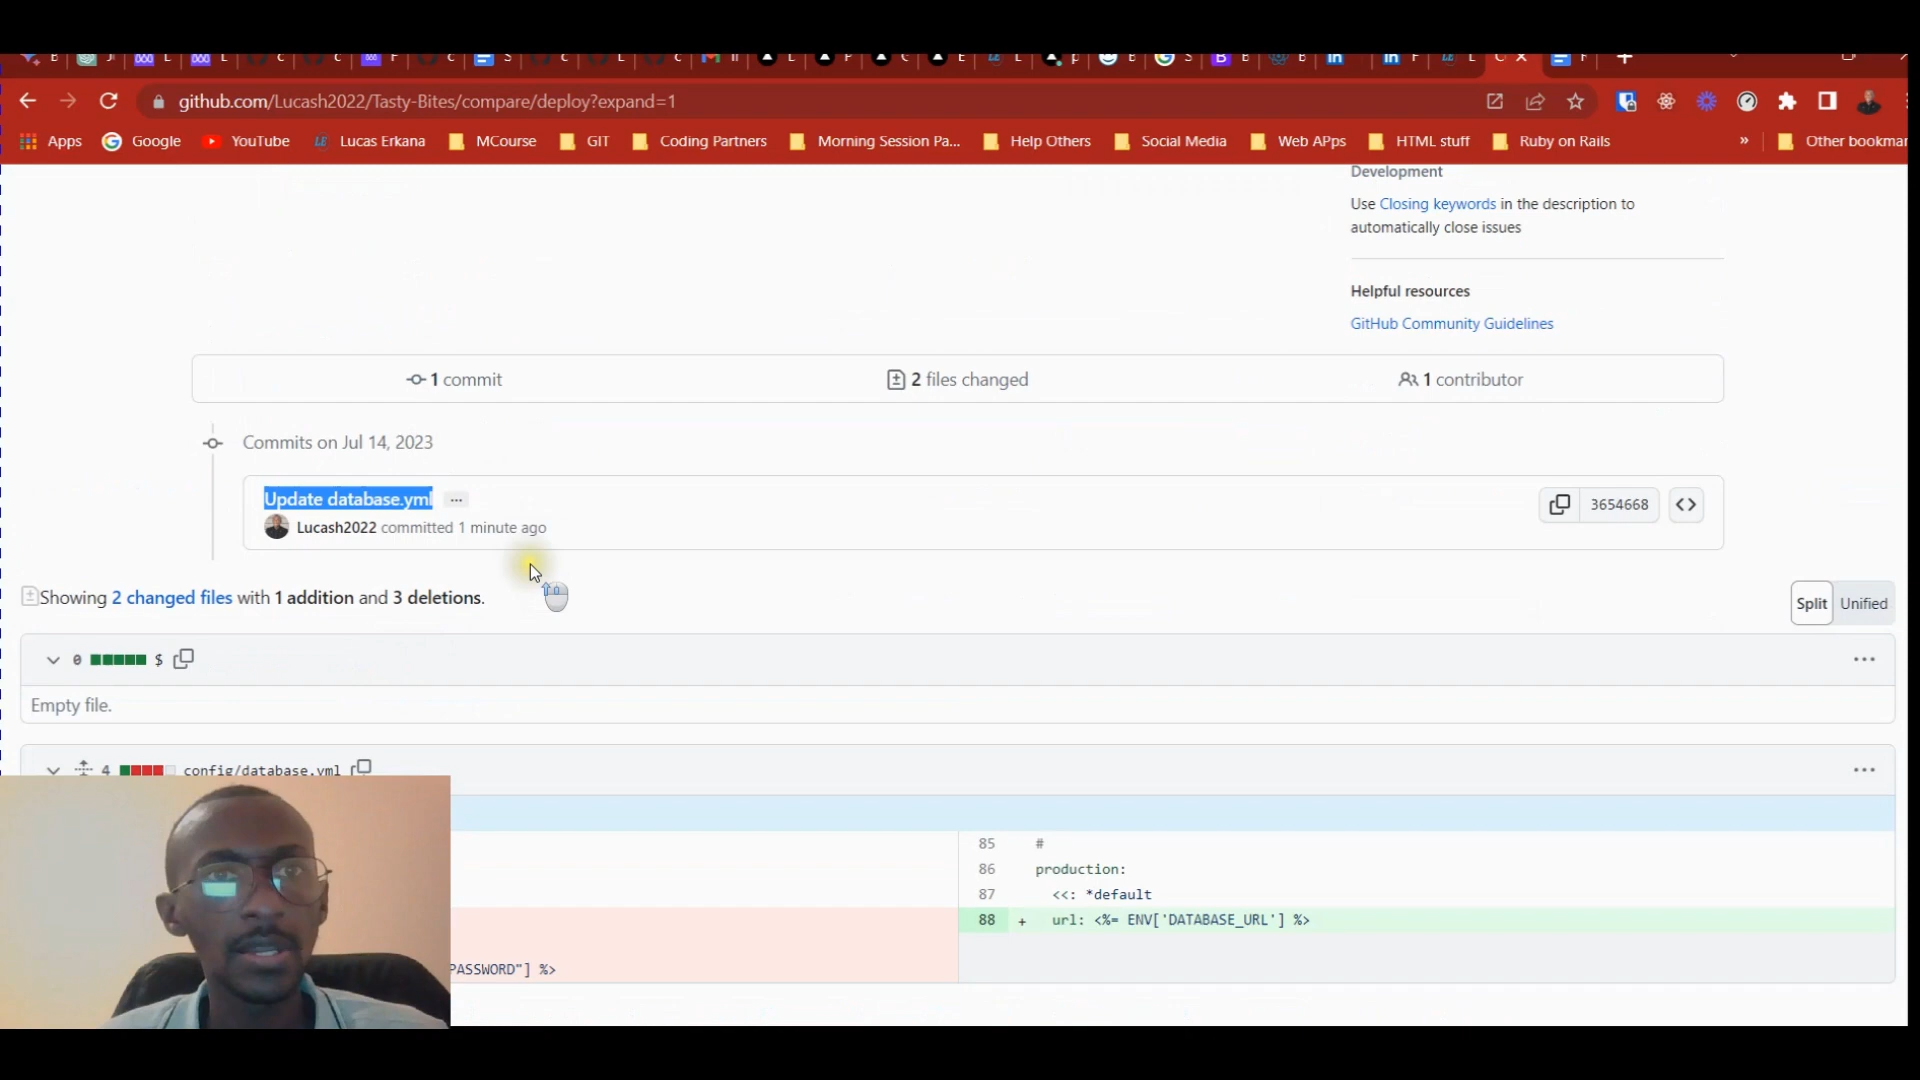 github.com/Lucash2022/Tasty-Bites/compare/deploy?expand=1
Apps Google YouTube LE Lucas Erkana MCourse GIT Coding Partners Morning Session Pa... Help Others Social Media Web APps HTML stuff Ruby on Rails » Other bookmar
Development
Use Closing keywords in the description to
automatically close issues
Helpful resources
GitHub Community Guidelines
1 commit 2 files changed 1 contributor
Commits on Jul 14, 2023
Update database.yml ...
Lucash2022 committed 1 minute ago
3654668 <>
Showing 2 changed files with 1 addition and 3 deletions.
Split Unified
0 $
Empty file.
4 config/database.yml
85 #
86 production:
87 <<: *default
88 + url: <%= ENV['DATABASE_URL'] %>
PASSWORD"] %>